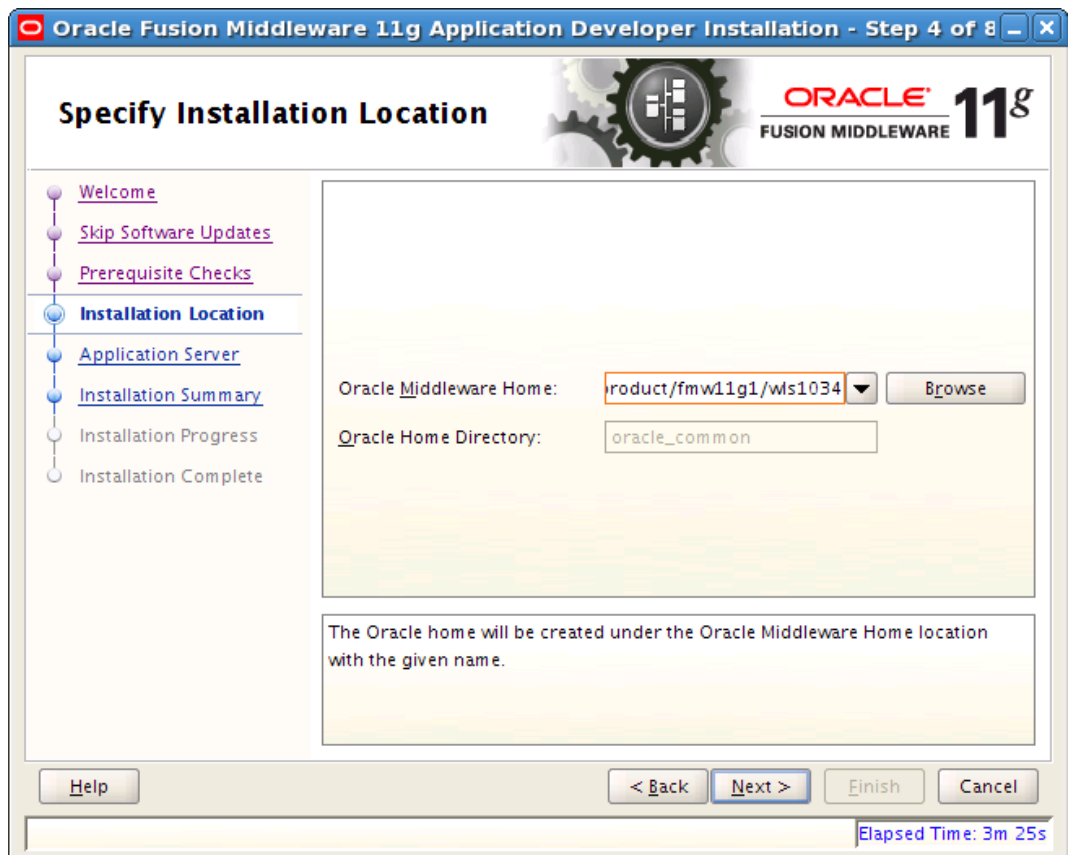 Oracle Fusion Middleware 11g Application Developer Installation - Step 4 of 8
Specify Installation Location
ORACLE
FUSION MIDDLEWARE 11g
Welcome
Skip Software Updates
Prerequisite Checks
Installation Location
Application Server
Installation Summary
Installation Progress
Installation Complete
Oracle Middleware Home: roduct/fmw11g1/wls1034 Browse
Oracle Home Directory: oracle_common
The Oracle home will be created under the Oracle Middleware Home location
with the given name.
Help < Back Next > Finish Cancel
Elapsed Time: 3m 25s